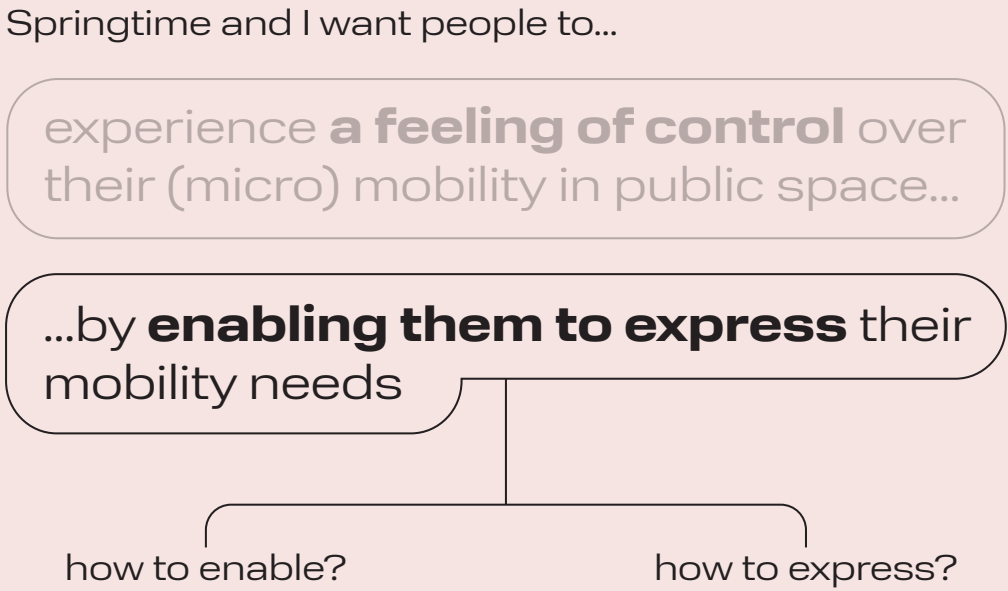 Springtime and I want people to...
experience a feeling of control over
their (micro) mobility in public space...
...by enabling them to express their
mobility needs
how to enable?
how to express?